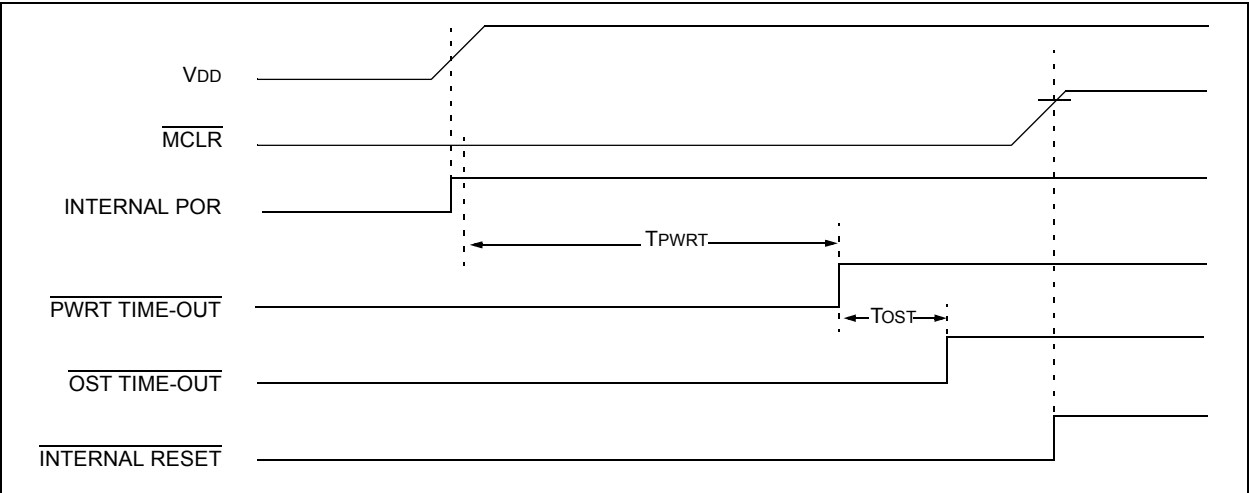 VDD
MCLR
INTERNAL POR
TPWRT
PWRT TIME-OUT
TOST
OST TIME-OUT
INTERNAL RESET